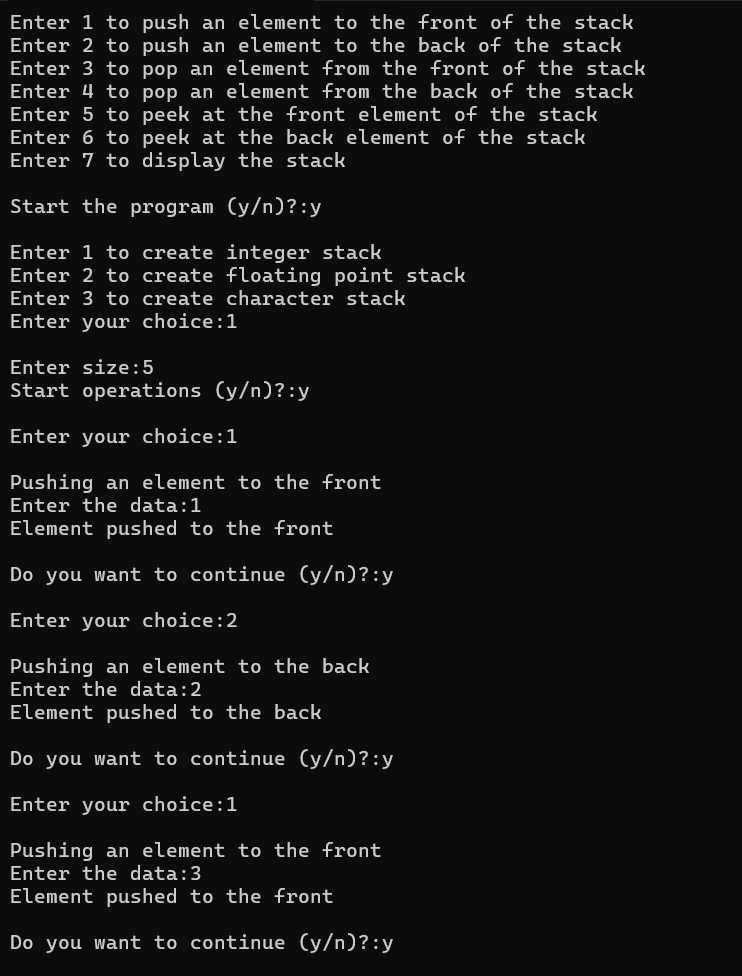 Enter 1 to push an element to the front of the stack
Enter 2 to push an element to the back of the stack
Enter 3 to pop an element from the front of the stack
Enter 4 to pop an element from the back of the stack
Enter 5 to peek at the front element of the stack
Enter 6 to peek at the back element of the stack
Enter 7 to display the stack
Start the program (y/n)?:y
Enter 1 to create integer stack
Enter 2 to create floating point stack
Enter 3 to create character stack
Enter your choice:1
Enter size:5
Start operations (y/n)?:y
Enter your choice:1
Pushing an element to the front
Enter the data:1
Element pushed to the front
Do you want to continue (y/n)?:y
Enter your choice:2
Pushing an element to the back
Enter the data:2
Element pushed to the back
Do you want to continue (y/n)?:y
Enter your choice:1
Pushing an element to the front
Enter the data:3
Element pushed to the front
Do you want to continue (y/n)?:y